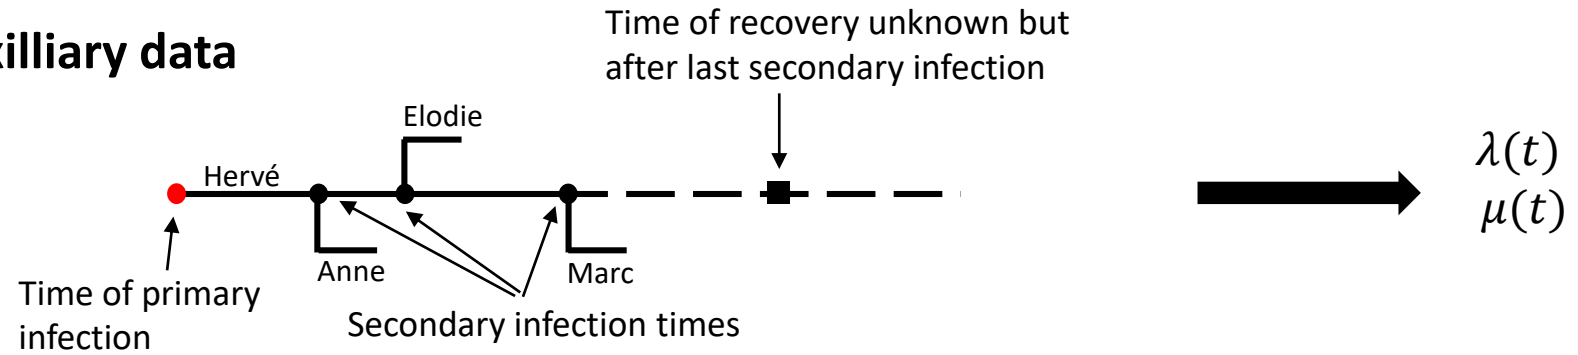 xilliary data
Time of recovery unknown but
after last secondary infection
Elodie
Hervé
Anne
Marc
Time of primary
infection
Secondary infection times
λ(t)
μ(t)